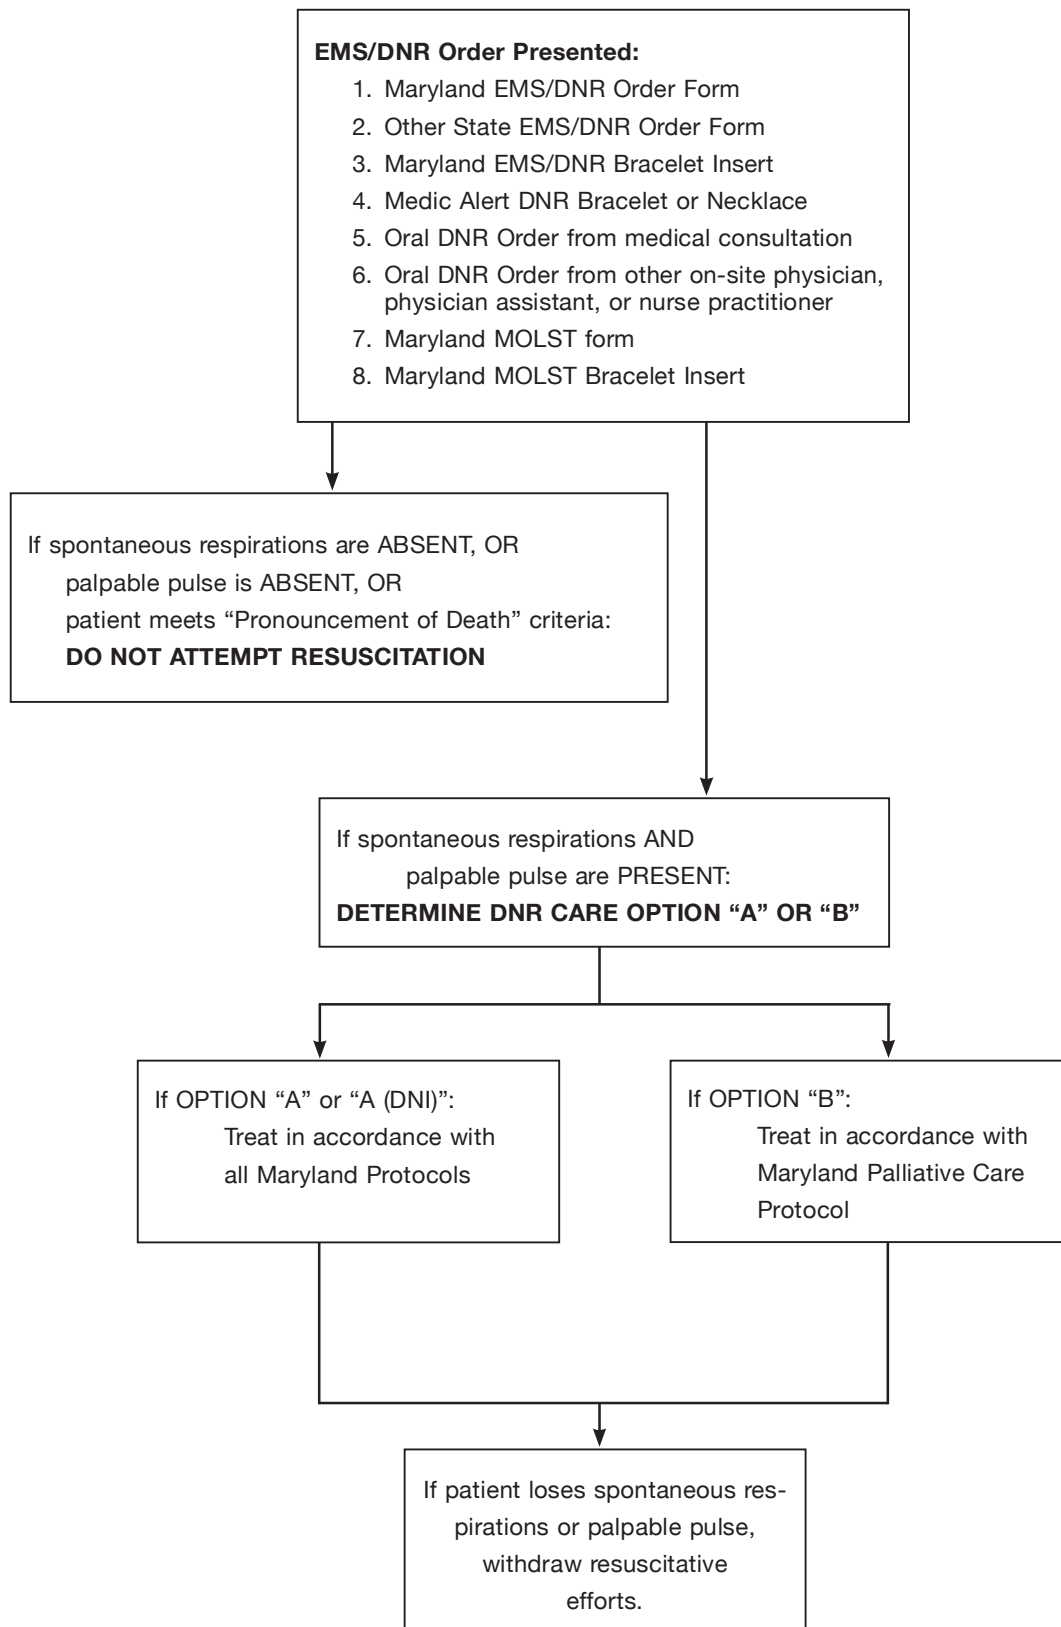 EMS/DNR Order Presented:
1. Maryland EMS/DNR Order Form
2. Other State EMS/DNR Order Form
3. Maryland EMS/DNR Bracelet Insert
4. Medic Alert DNR Bracelet or Necklace
5. Oral DNR Order from medical consultation
6. Oral DNR Order from other on-site physician,
physician assistant, or nurse practitioner
7. Maryland MOLST form
8. Maryland MOLST Bracelet Insert
If spontaneous respirations are ABSENT, OR
palpable pulse is ABSENT, OR
patient meets “Pronouncement of Death” criteria:
DO NOT ATTEMPT RESUSCITATION
If spontaneous respirations AND
palpable pulse are PRESENT:
DETERMINE DNR CARE OPTION “A” OR “B”
If OPTION “A” or “A (DNI)”:
Treat in accordance with
all Maryland Protocols
If OPTION “B”:
Treat in accordance with
Maryland Palliative Care
Protocol
If patient loses spontaneous res-
pirations or palpable pulse,
withdraw resuscitative
efforts.